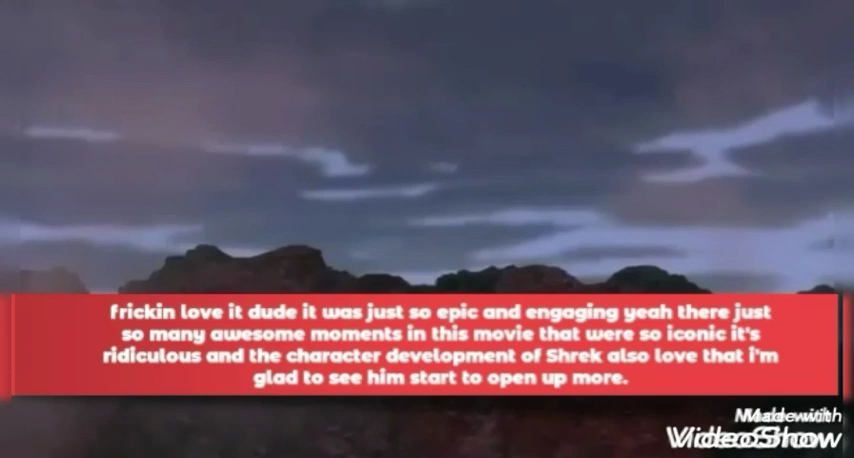 frickin love it dude it was just so epic and engaging yeah there just
so many awesome moments in this movie that were so iconic it's
ridiculous and the character development of Shrek also love that i'm
glad to see him start to open up more.
Made with
VideoShow